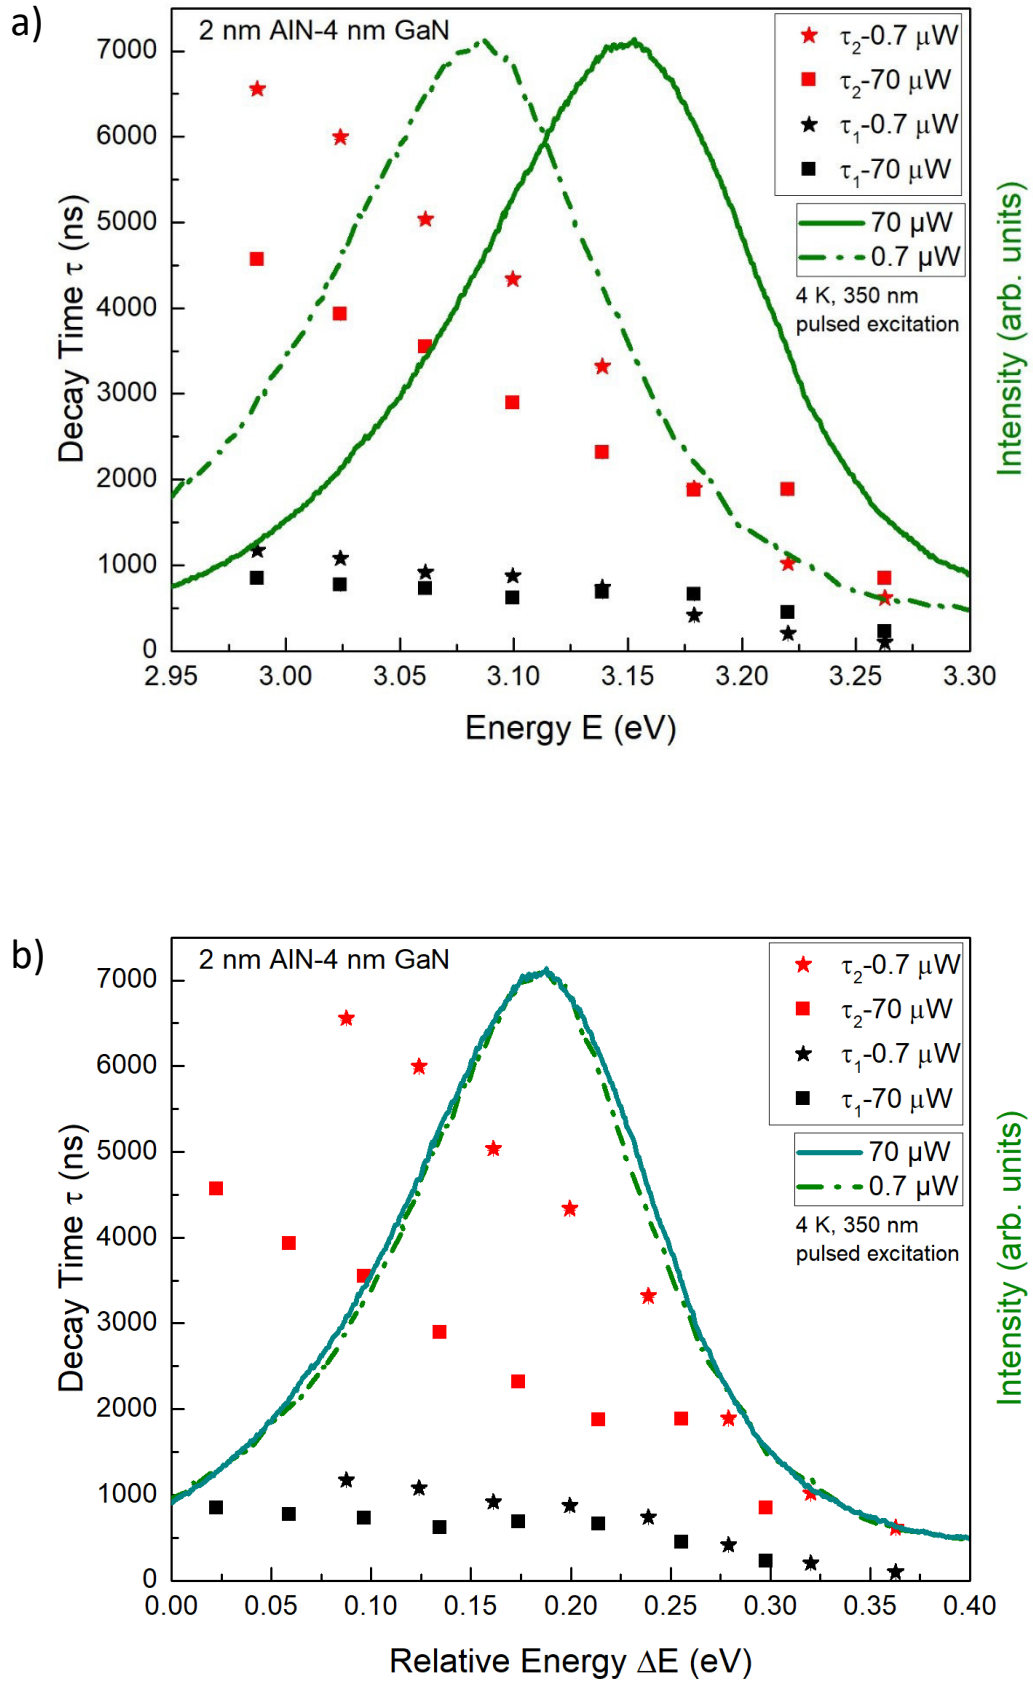 a)
2 nm AlN-4 nm GaN
τ2-0.7 μW
τ2-70 μW
τ1-0.7 μW
τ1-70 μW
70 μW
0.7 μW
4 K, 350 nm
pulsed excitation
7000
6000
5000
4000
3000
2000
1000
0
Decay Time τ (ns)
Intensity (arb. units)
2.95 3.00 3.05 3.10 3.15 3.20 3.25 3.30
Energy E (eV)
b)
2 nm AlN-4 nm GaN
τ2-0.7 μW
τ2-70 μW
τ1-0.7 μW
τ1-70 μW
70 μW
0.7 μW
4 K, 350 nm
pulsed excitation
7000
6000
5000
4000
3000
2000
1000
0
Decay Time τ (ns)
Intensity (arb. units)
0.00 0.05 0.10 0.15 0.20 0.25 0.30 0.35 0.40
Relative Energy ΔE (eV)